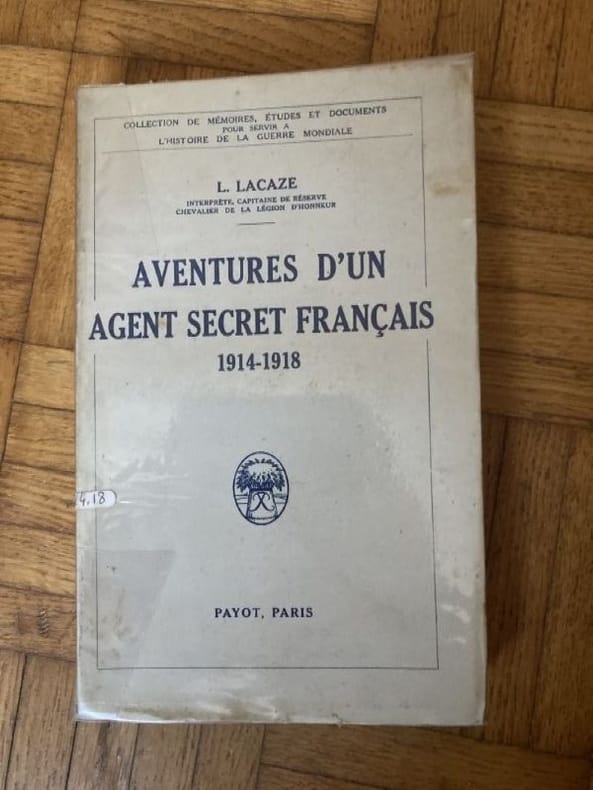 COLLECTION DE MÉMOIRES, ÉTUDES ET DOCUMENTS
POUR SERVIR A
L'HISTOIRE DE LA GUERRE MONDIALE
L. LACAZE
INTERPRÈTE, CAPITAINE DE RÉSERVE
CHEVALIER DE LA LÉGION D'HONNEUR
AVENTURES D'UN
AGENT SECRET FRANÇAIS
1914-1918
4.18
PAYOT, PARIS